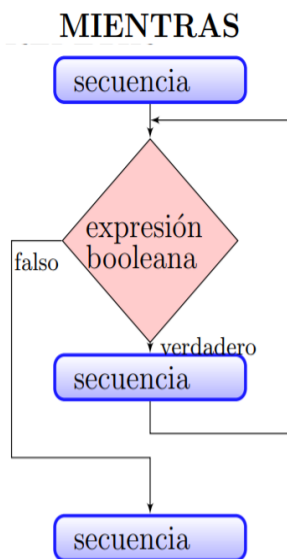 MIENTRAS
secuencia
expresión
booleana
falso
verdadero
secuencia
secuencia